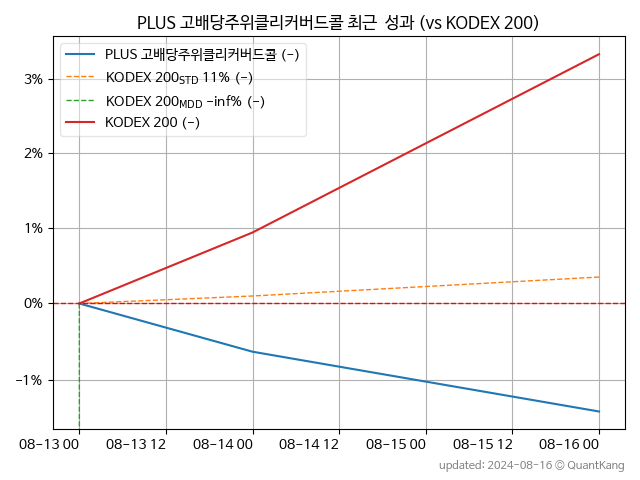 PLUS 고배당주위클리커버드콜 최근 성과 (vs KODEX 200)
PLUS 고배당주위클리커버드콜 (-)
KODEX 200STD 11% (-)
KODEX 200MDD -inf% (-)
KODEX 200 (-)
3%
2%
1%
0%
-1%
08-13 00
08-13 12
08-14 00
08-14 12
08-15 00
08-15 12
08-16 00
updated: 2024-08-16 © QuantKang